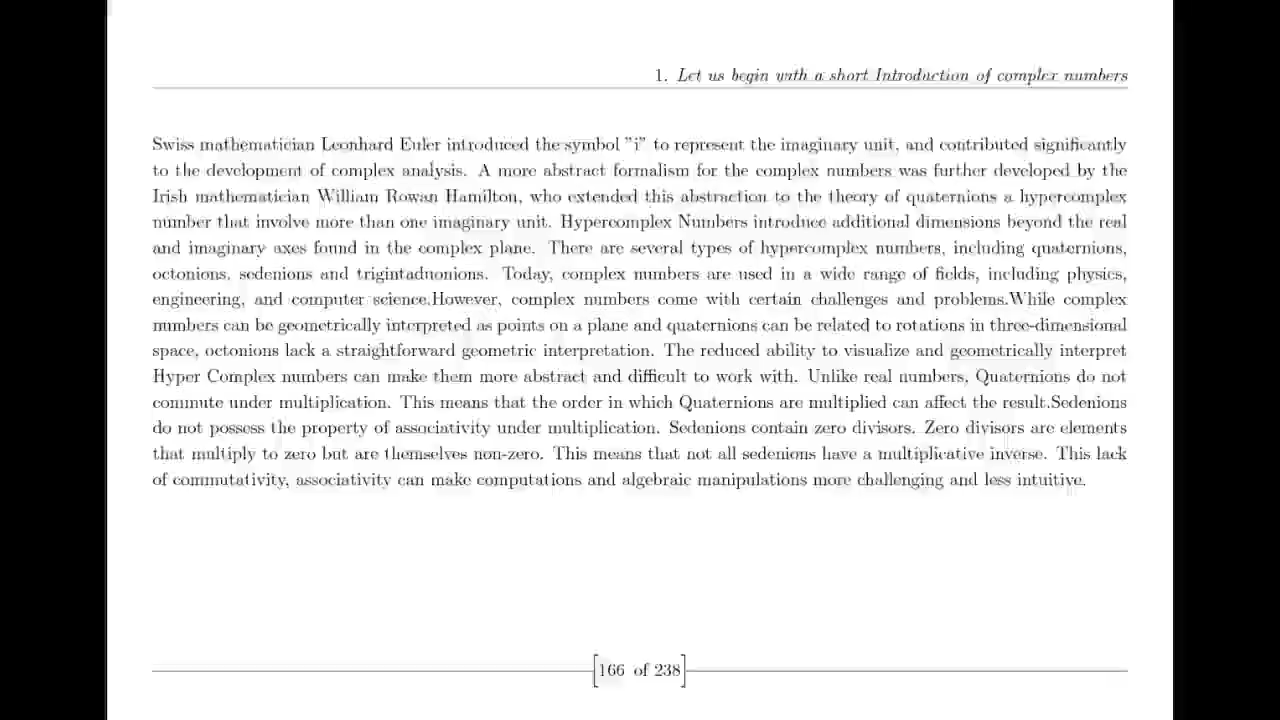 1. Let us begin with a short Introduction of complex numbers
Swiss mathematician Leonhard Euler introduced the symbol "i" to represent the imaginary unit, and contributed significantly
to the development of complex analysis. A more abstract formalism for the complex numbers was further developed by the
Irish mathematician William Rowan Hamilton, who extended this abstraction to the theory of quaternions a hypercomplex
number that involve more than one imaginary unit. Hypercomplex Numbers introduce additional dimensions beyond the real
and imaginary axes found in the complex plane. There are several types of hypercomplex numbers, including quaternions,
octonions, sedenions and trigintaduonions. Today, complex numbers are used in a wide range of fields, including physics,
engineering, and computer science.However, complex numbers come with certain challenges and problems.While complex
numbers can be geometrically interpreted as points on a plane and quaternions can be related to rotations in three-dimensional
space, octonions lack a straightforward geometric interpretation. The reduced ability to visualize and geometrically interpret
Hyper Complex numbers can make them more abstract and difficult to work with. Unlike real numbers, Quaternions do not
commute under multiplication. This means that the order in which Quaternions are multiplied can affect the result.Sedenions
do not possess the property of associativity under multiplication. Sedenions contain zero divisors. Zero divisors are elements
that multiply to zero but are themselves non-zero. This means that not all sedenions have a multiplicative inverse. This lack
of commutativity, associativity can make computations and algebraic manipulations more challenging and less intuitive.
166 of 238